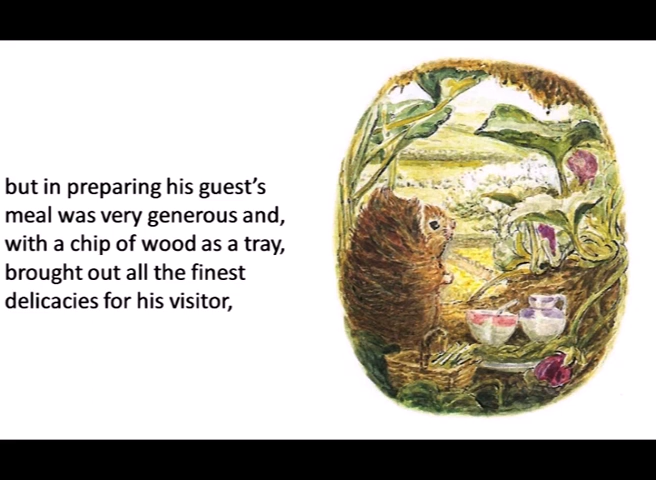 but in preparing his guest’s
meal was very generous and,
with a chip of wood as a tray,
brought out all the finest
delicacies for his visitor,